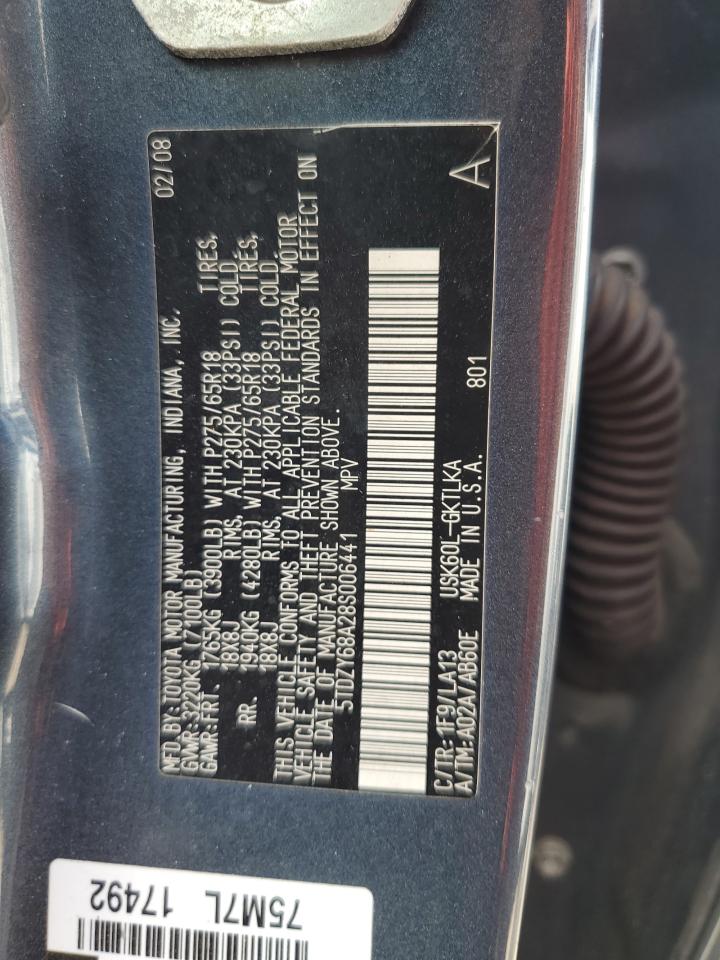 MFD.BY:TOYOTA MOTOR MANUFACTURING, INDIANA, INC. 02/08
GVWR:3220KG(7100LB)
GAWR:FRT. 1765KG (3900LB) WITH P275/65R18 TIRES,
18X8J RIMS, AT 230KPA (33PSI) COLD.
RR. 1940KG (4280LB) WITH P275/65R18 TIRES,
18X8J RIMS, AT 230KPA (33PSI) COLD.
THIS VEHICLE CONFORMS TO ALL APPLICABLE FEDERAL MOTOR
VEHICLE SAFETY AND THEFT PREVENTION STANDARDS IN EFFECT ON
THE DATE OF MANUFACTURE SHOWN ABOVE.
5TDZY68A28S006441 MPV
C/TR:1F9/LA13 USK60L-GKTLKA 801 A
A/TM:A02A/AB60E MADE IN U.S.A.
75M7L 17492